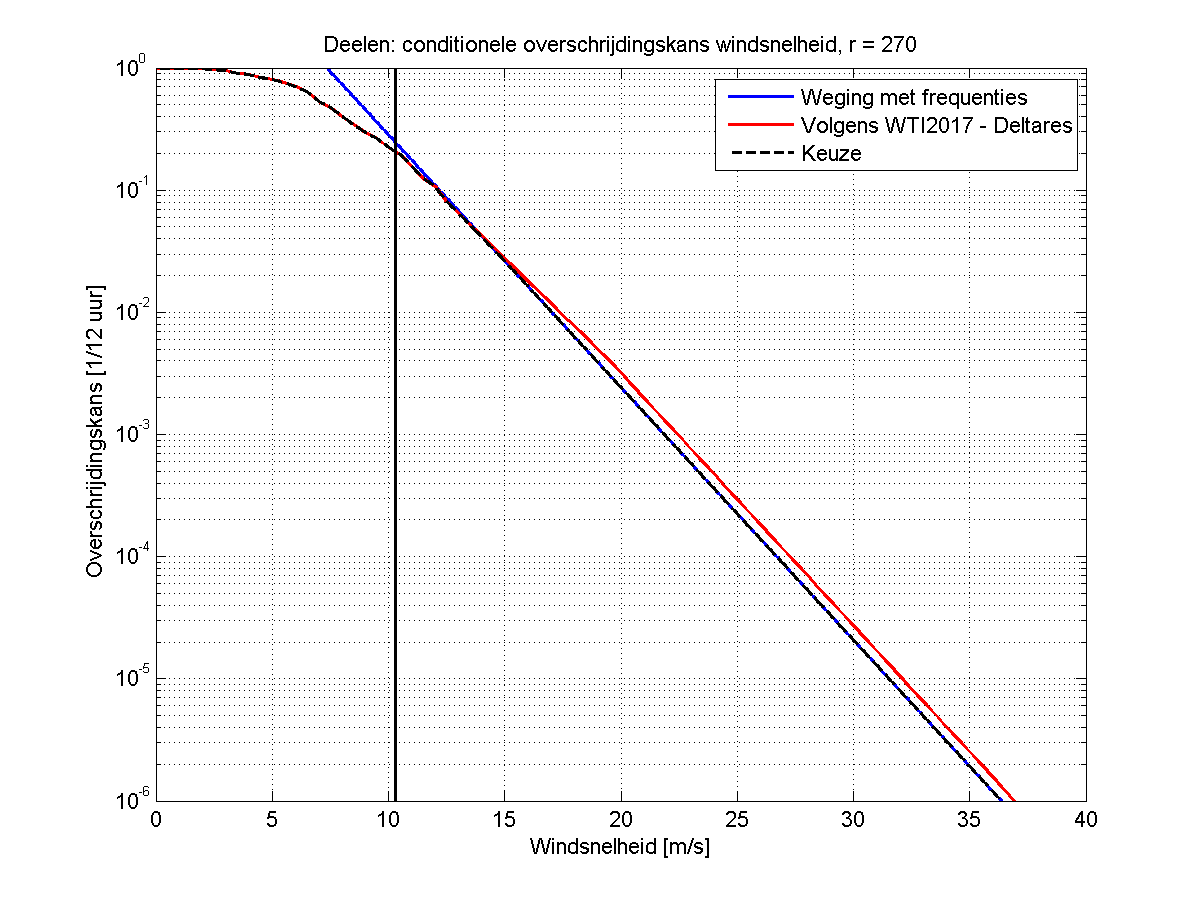 Deelen: conditionele overschrijdingskans windsnelheid, r = 270
Weging met frequenties
Volgens WTI2017 - Deltares
Keuze
Overschrijdingskans [1/12 uur]
10^0
10^-1
10^-2
10^-3
10^-4
10^-5
10^-6
0 5 10 15 20 25 30 35 40
Windsnelheid [m/s]